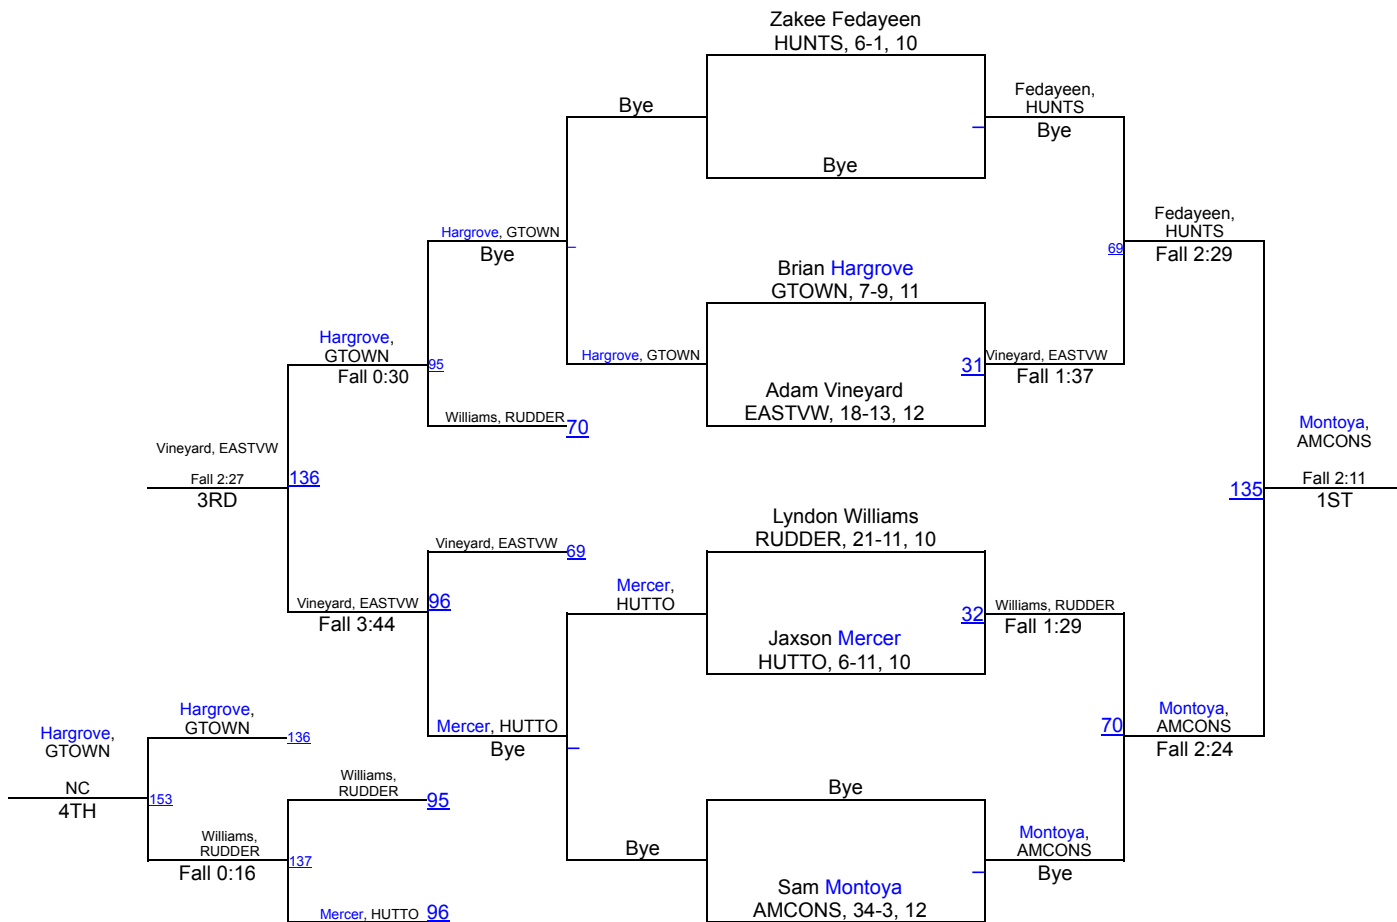 Zakee Fedayeen
HUNTS, 6-1, 10
Bye
Fedayeen,
HUNTS
Bye
Bye
Fedayeen,
HUNTS
Fall 2:29
69
Hargrove, GTOWN
Bye
Brian Hargrove
GTOWN, 7-9, 11
Hargrove, GTOWN
31
Vineyard, EASTVW
Fall 1:37
Adam Vineyard
EASTVW, 18-13, 12
Hargrove,
GTOWN
Fall 0:30
95
Williams, RUDDER
70
Vineyard, EASTVW
Fall 2:27
3RD
136
Montoya,
AMCONS
Fall 2:11
1ST
135
Lyndon Williams
RUDDER, 21-11, 10
Vineyard, EASTVW
69
Mercer,
HUTTO
32
Williams, RUDDER
Fall 1:29
Vineyard, EASTVW
Fall 3:44
96
Jaxson Mercer
HUTTO, 6-11, 10
Mercer, HUTTO
Bye
70
Montoya,
AMCONS
Fall 2:24
Hargrove,
GTOWN
136
Hargrove,
GTOWN
NC
4TH
153
Williams,
RUDDER
95
Bye
Williams,
RUDDER
Fall 0:16
137
Bye
Montoya,
AMCONS
Bye
Sam Montoya
AMCONS, 34-3, 12
Mercer, HUTTO
96